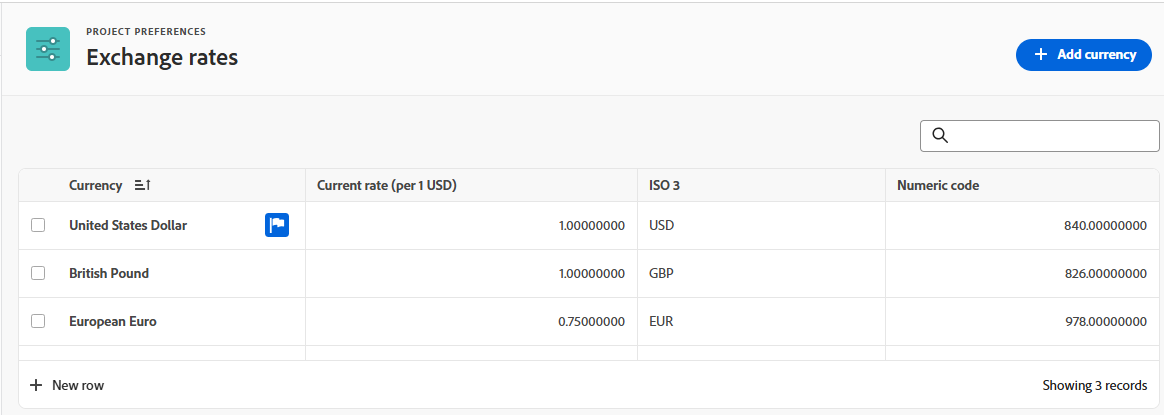 PROJECT PREFERENCES
Exchange rates
Add currency
Currency Current rate (per 1 USD) ISO 3 Numeric code
United States Dollar 1.00000000 USD 840.00000000
British Pound 1.00000000 GBP 826.00000000
European Euro 0.75000000 EUR 978.00000000
New row Showing 3 records